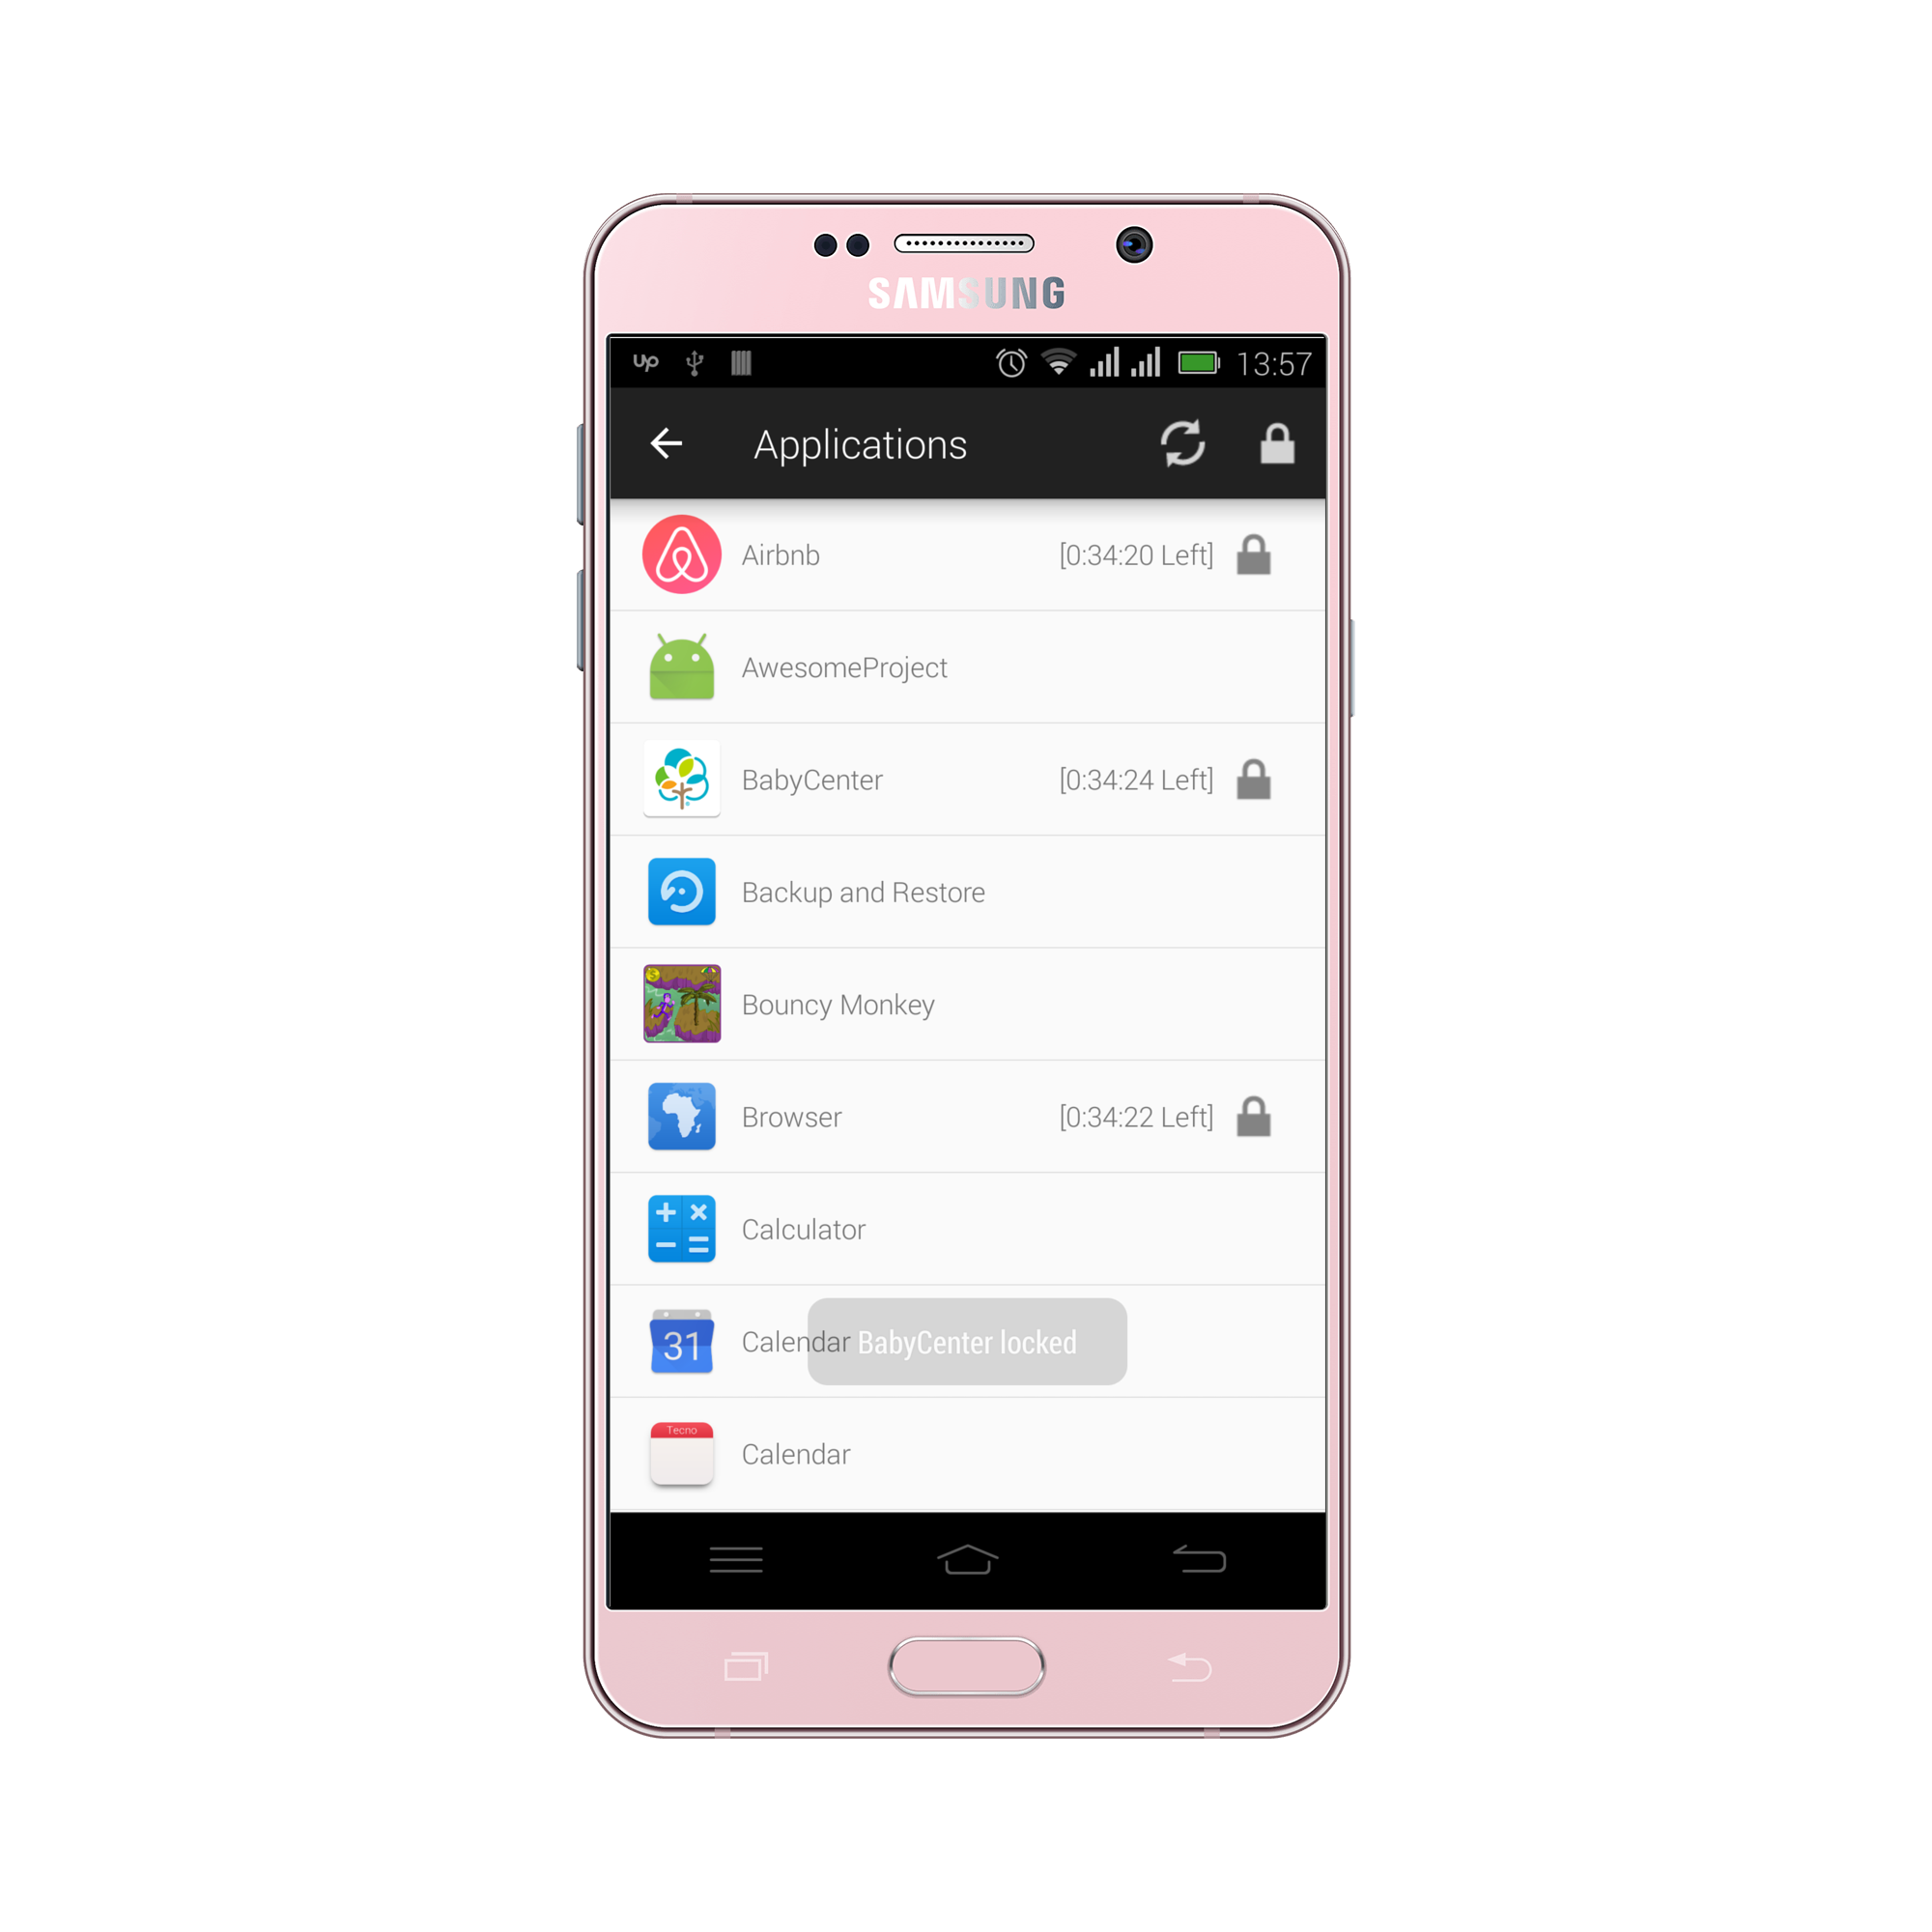 SAMSUNG
Up 13:57
Applications
Airbnb [0:34:20 Left]
AwesomeProject
BabyCenter [0:34:24 Left]
Backup and Restore
Bouncy Monkey
Browser [0:34:22 Left]
Calculator
31 Calendar BabyCenter locked
Tecno
Calendar